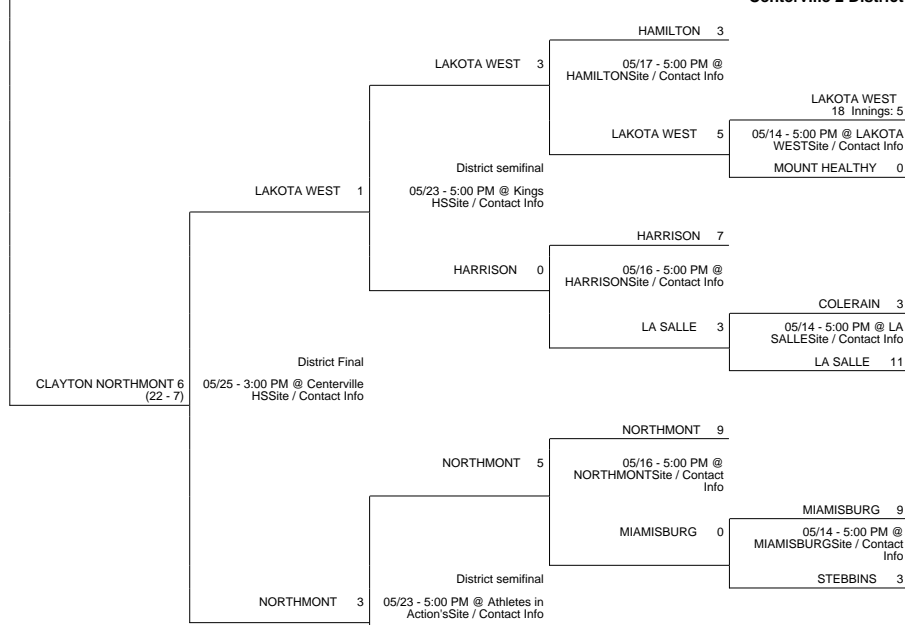 Centerville 2 District
HAMILTON 3
05/17 - 5:00 PM @
HAMILTONSite / Contact Info
LAKOTA WEST 3
LAKOTA WEST
18 Innings: 5
LAKOTA WEST 5
05/14 - 5:00 PM @ LAKOTA
WESTSite / Contact Info
MOUNT HEALTHY 0
District semifinal
05/23 - 5:00 PM @ Kings
HSSite / Contact Info
LAKOTA WEST 1
HARRISON 7
05/16 - 5:00 PM @
HARRISONSite / Contact Info
HARRISON 0
COLERAIN 3
LA SALLE 3
05/14 - 5:00 PM @ LA
SALLESite / Contact Info
LA SALLE 11
District Final
05/25 - 3:00 PM @ Centerville
HSSite / Contact Info
CLAYTON NORTHMONT 6
(22 - 7)
NORTHMONT 9
05/16 - 5:00 PM @
NORTHMONTSite / Contact
Info
NORTHMONT 5
MIAMISBURG 9
MIAMISBURG 0
05/14 - 5:00 PM @
MIAMISBURGSite / Contact
Info
STEBBINS 3
District semifinal
05/23 - 5:00 PM @ Athletes in
Action'sSite / Contact Info
NORTHMONT 3